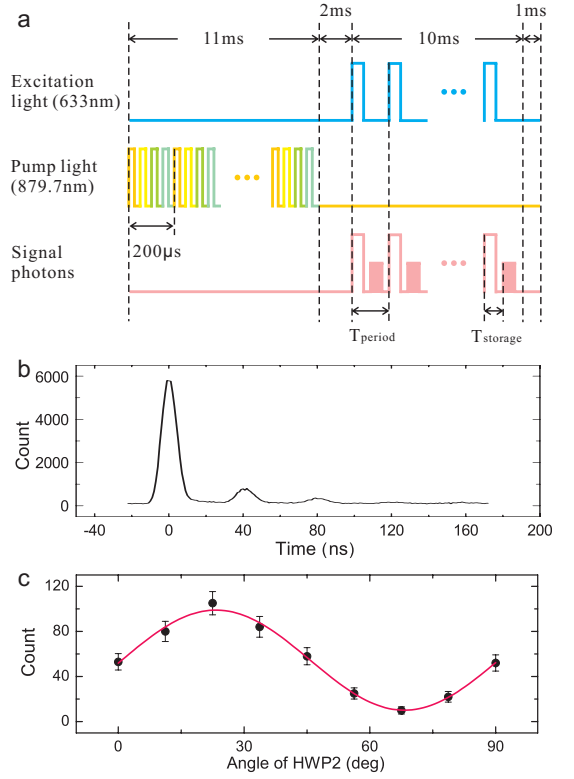 a
2ms
1ms
11ms
10ms
Excitation
light (633nm)
Pump light
(879.7nm)
200μs
Signal
photons
Tperiod
Tstorage
b
6000
4000
2000
0
Count
-40 0 40 80 120 160 200
Time (ns)
c
120
80
40
0
Count
0 30 60 90
Angle of HWP2 (deg)